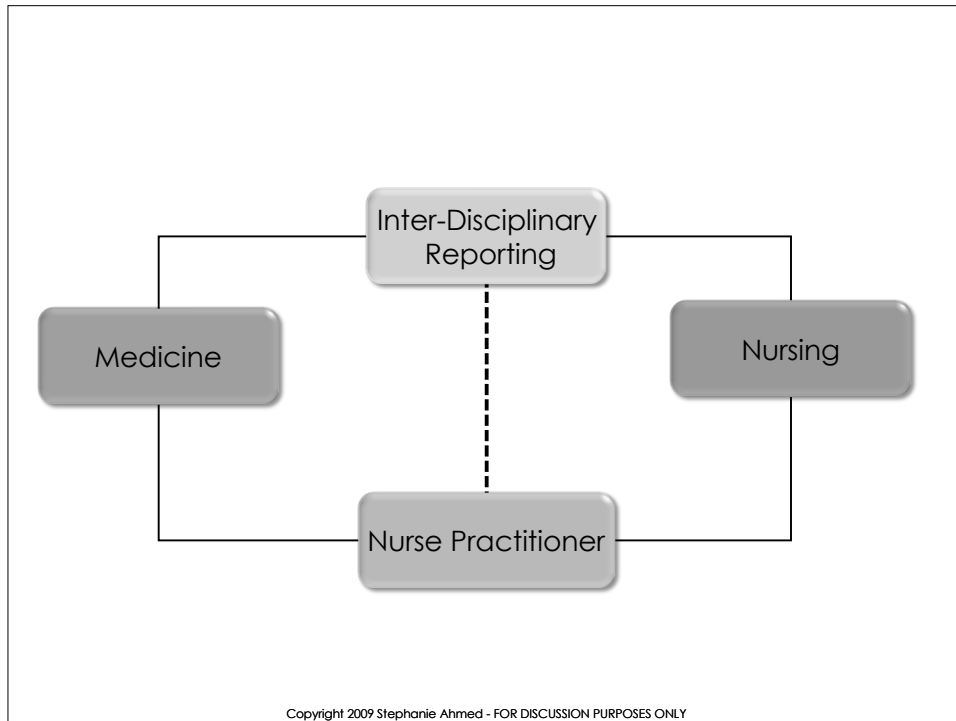 Inter-Disciplinary
Reporting
Medicine
Nursing
Nurse Practitioner
Copyright 2009 Stephanie Ahmed - FOR DISCUSSION PURPOSES ONLY